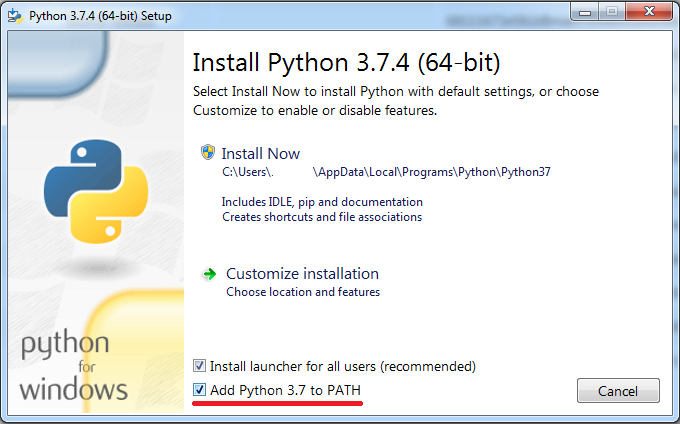 Python 3.7.4 (64-bit) Setup
Install Python 3.7.4 (64-bit)
Select Install Now to install Python with default settings, or choose
Customize to enable or disable features.
Install Now
C:\Users\. \AppData\Local\Programs\Python\Python37
Includes IDLE, pip and documentation
Creates shortcuts and file associations
Customize installation
Choose location and features
python
for
windows
Install launcher for all users (recommended)
Add Python 3.7 to PATH
Cancel